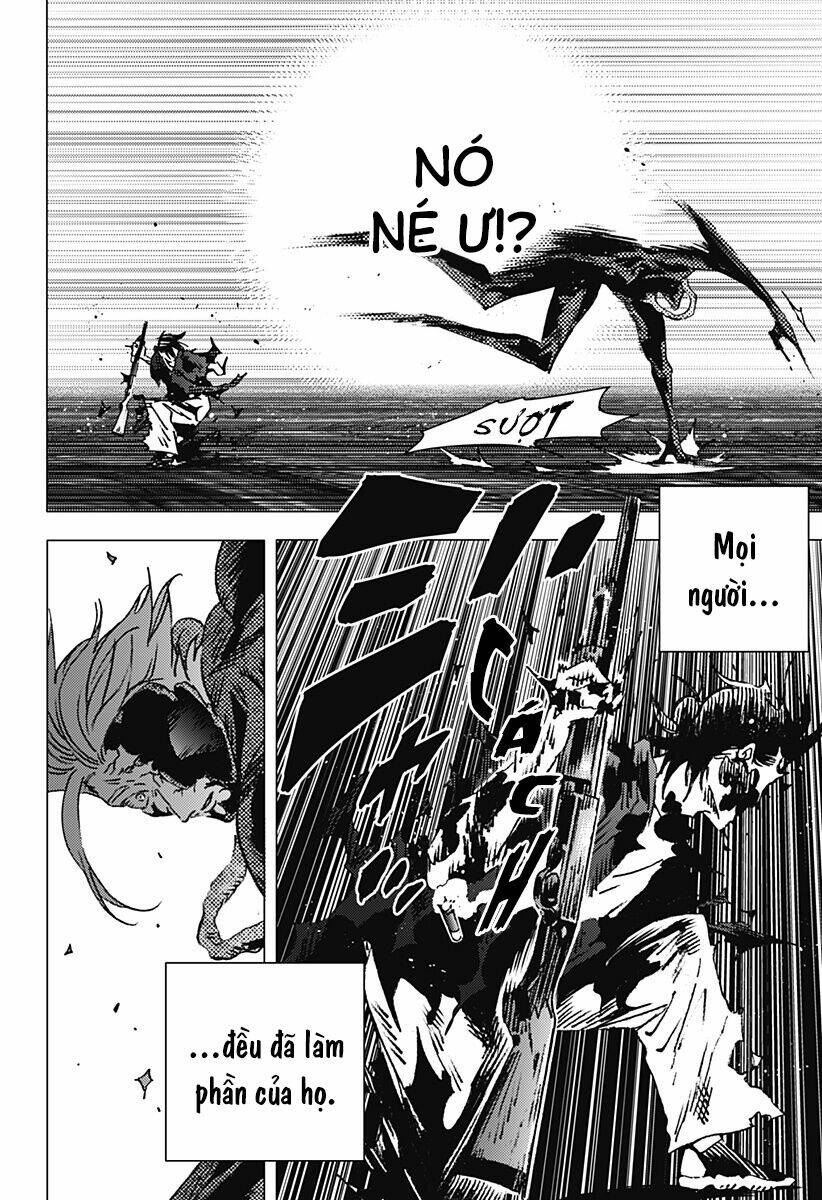 NÓ
NÉ Ư!?
SƯỢT
Mọi
người...
CÁCH
...đều đã làm
phần của họ.